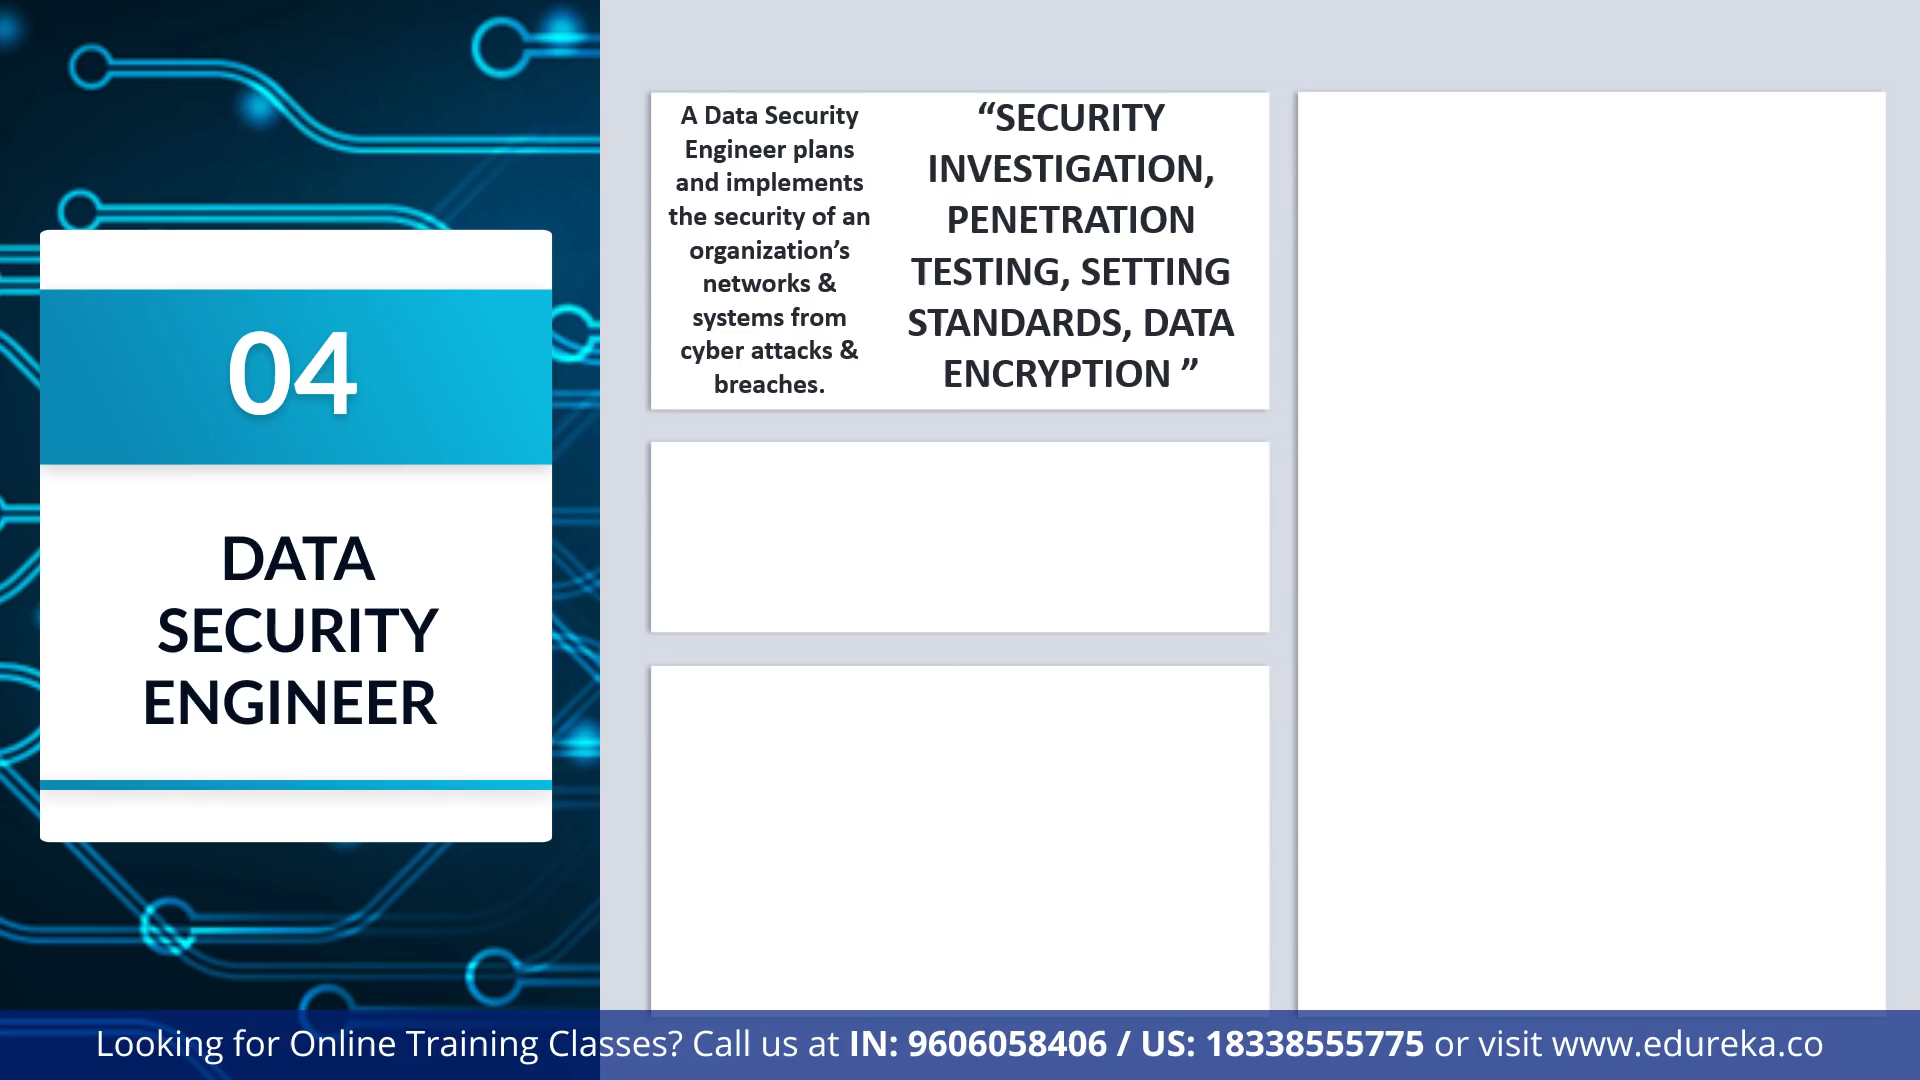 04
DATA
SECURITY
ENGINEER
A Data Security
Engineer plans
and implements
the security of an
organization’s
networks &
systems from
cyber attacks &
breaches.
“SECURITY
INVESTIGATION,
PENETRATION
TESTING, SETTING
STANDARDS, DATA
ENCRYPTION ”
Looking for Online Training Classes? Call us at IN: 9606058406 / US: 18338555775 or visit www.edureka.co